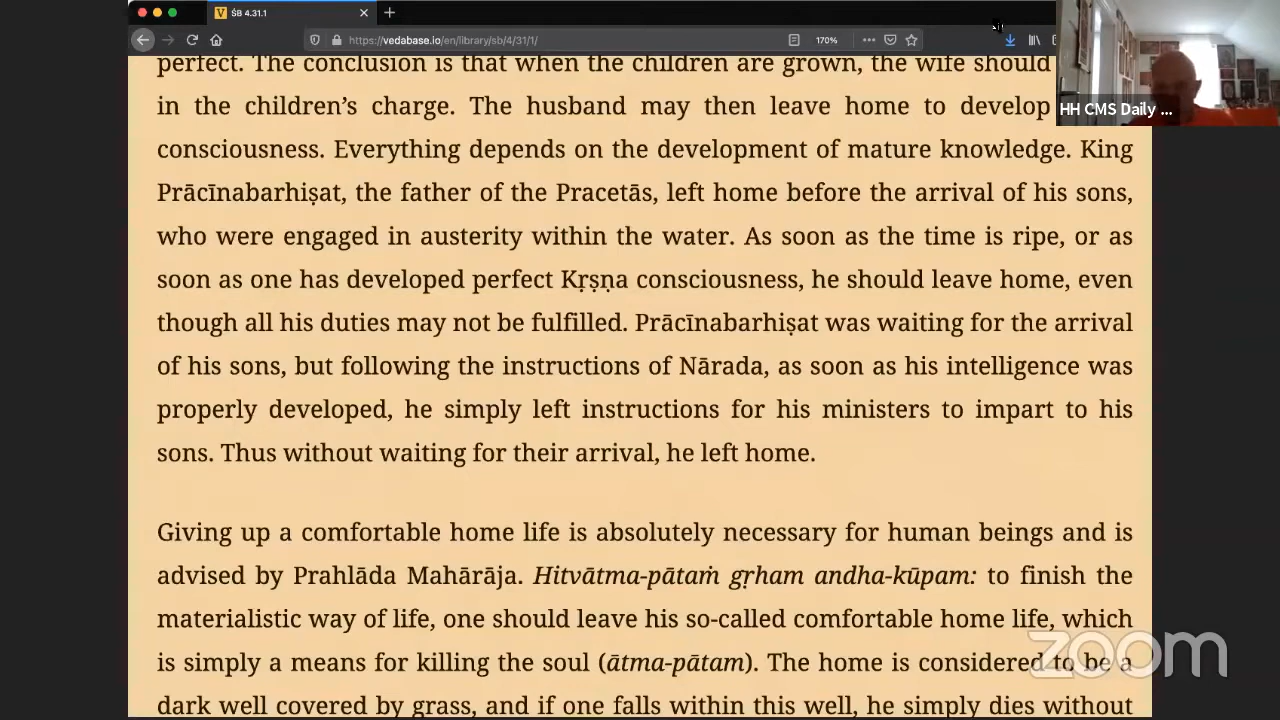 ŚB 4.31.1
https://vedabase.io/en/library/sb/4/31/1/
170%
HH CMS Daily ...
perfect. The conclusion is that when the children are grown, the wife should
in the children’s charge. The husband may then leave home to develop
consciousness. Everything depends on the development of mature knowledge. King
Prācīnabarhiṣat, the father of the Pracetās, left home before the arrival of his sons,
who were engaged in austerity within the water. As soon as the time is ripe, or as
soon as one has developed perfect Kṛṣṇa consciousness, he should leave home, even
though all his duties may not be fulfilled. Prācīnabarhiṣat was waiting for the arrival
of his sons, but following the instructions of Nārada, as soon as his intelligence was
properly developed, he simply left instructions for his ministers to impart to his
sons. Thus without waiting for their arrival, he left home.
Giving up a comfortable home life is absolutely necessary for human beings and is
advised by Prahlāda Mahārāja. Hitvātma-pātaṁ gṛham andha-kūpam: to finish the
materialistic way of life, one should leave his so-called comfortable home life, which
is simply a means for killing the soul (ātma-pātam). The home is considered to be a
dark well covered by grass, and if one falls within this well, he simply dies without
zoom